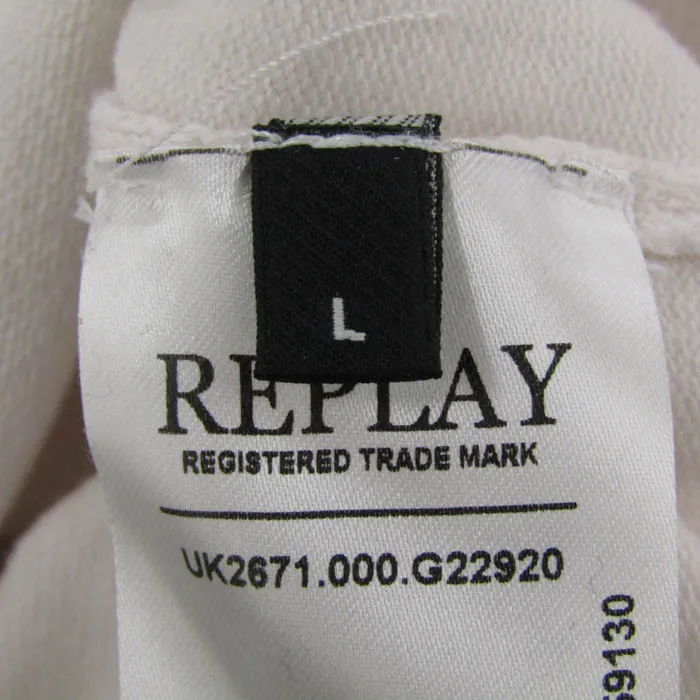 L
REPLAY
REGISTERED TRADE MARK
UK2671.000.G22920